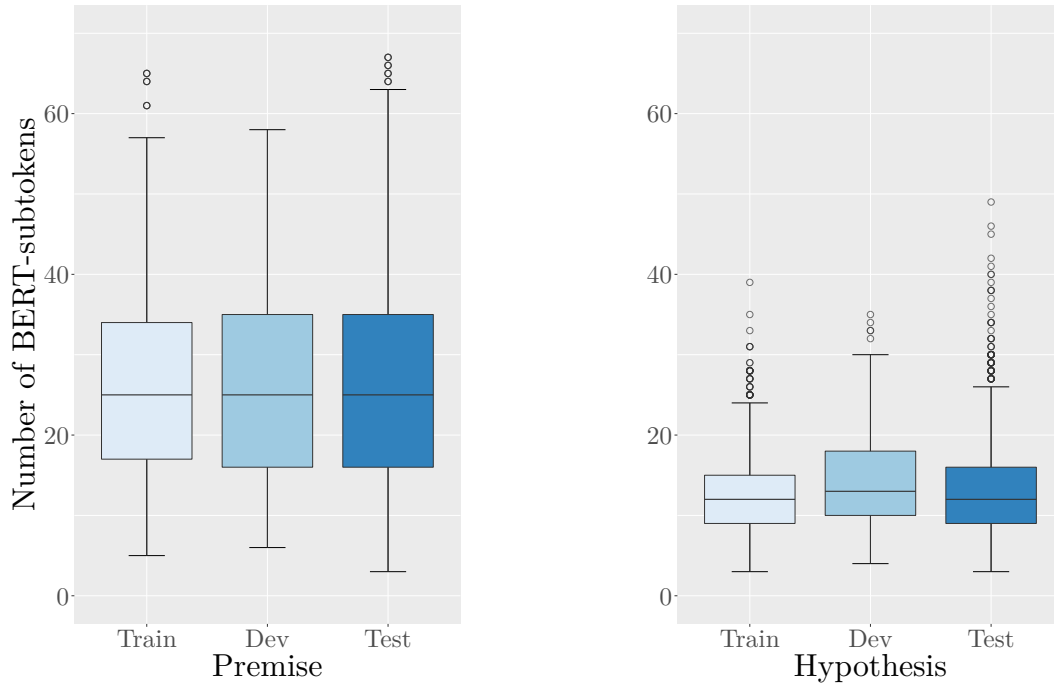 Number of BERT-subtokens
60
40
20
0
Train Dev Test
Premise
60
40
20
0
Train Dev Test
Hypothesis